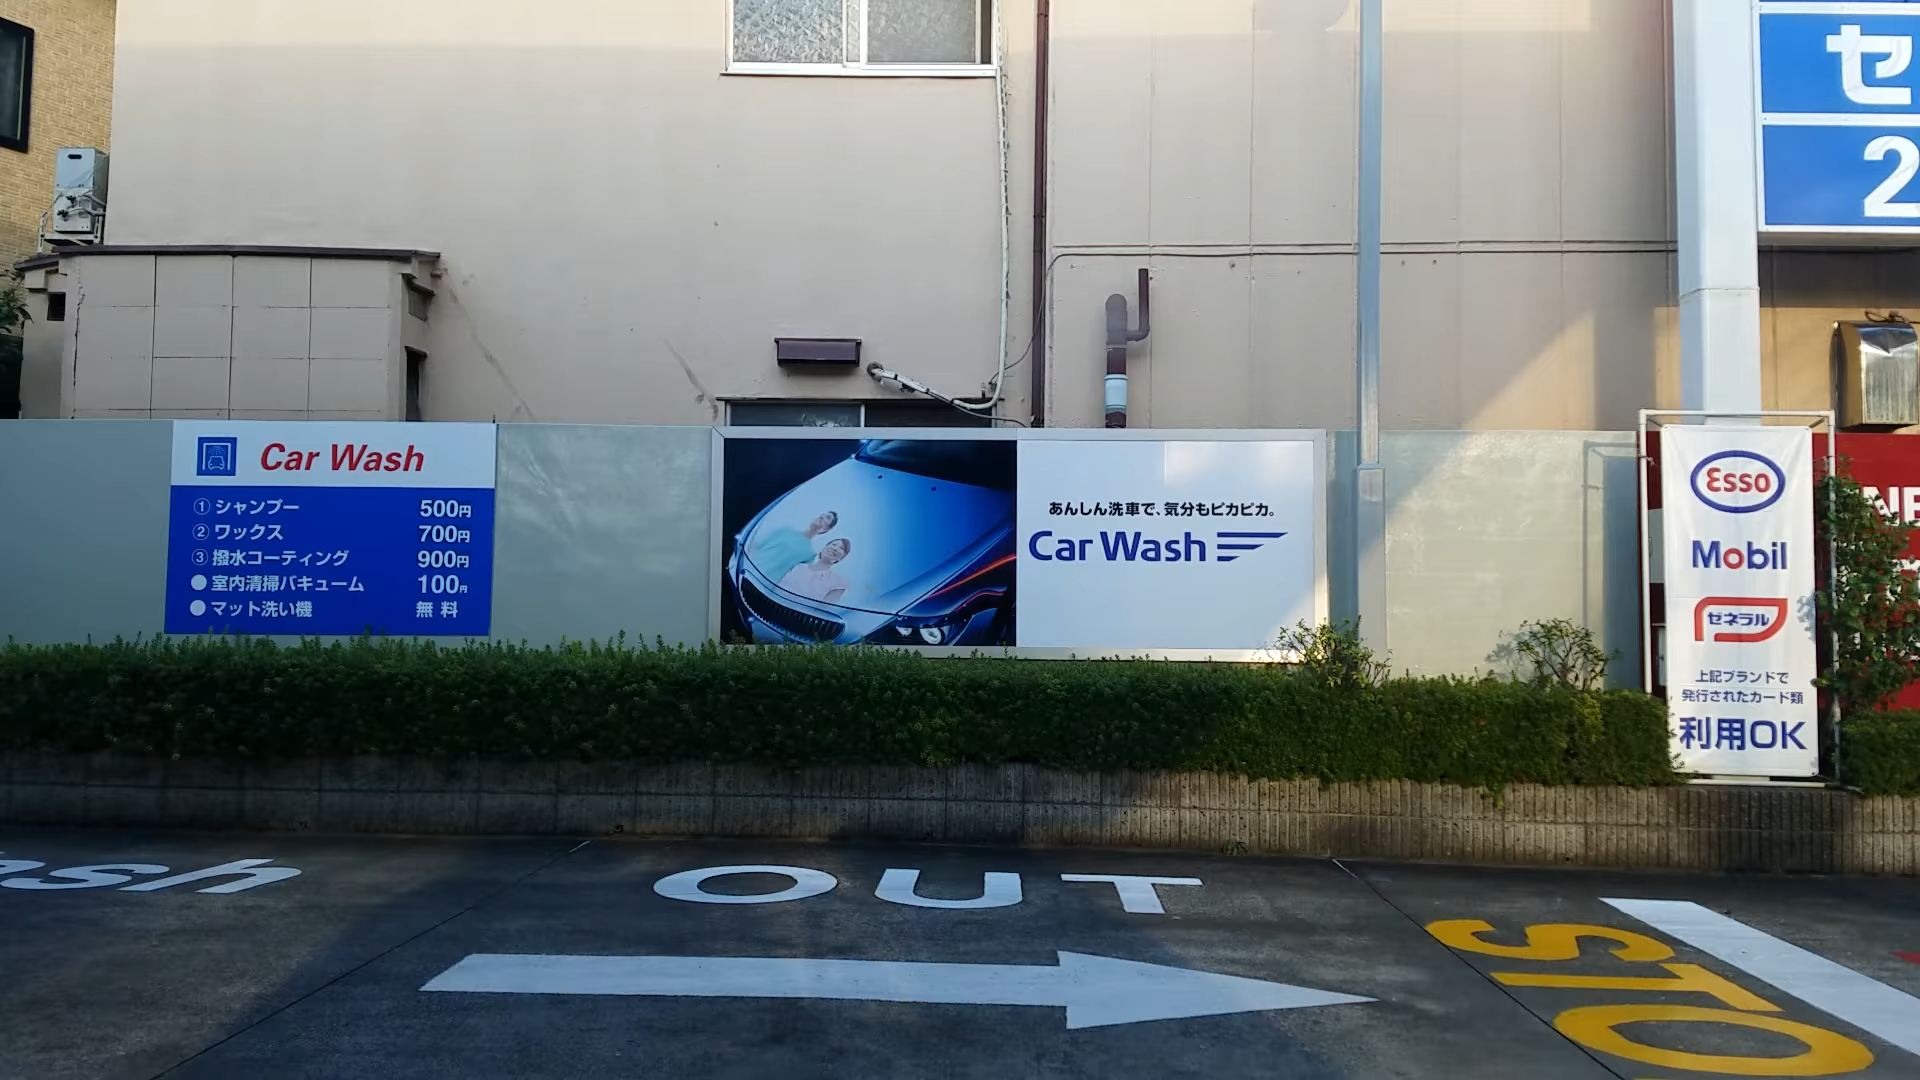 Car Wash
① シャンプー 500円
② ワックス 700円
③ 撥水コーティング 900円
● 室内清掃バキューム 100円
● マット洗い機 無料
あんしん洗車で、気分もピカピカ。
Car Wash
セ
2
Esso
Mobil
ゼネラル
上記ブランドで
発行されたカード類
利用OK
NE
ash
OUT
STO